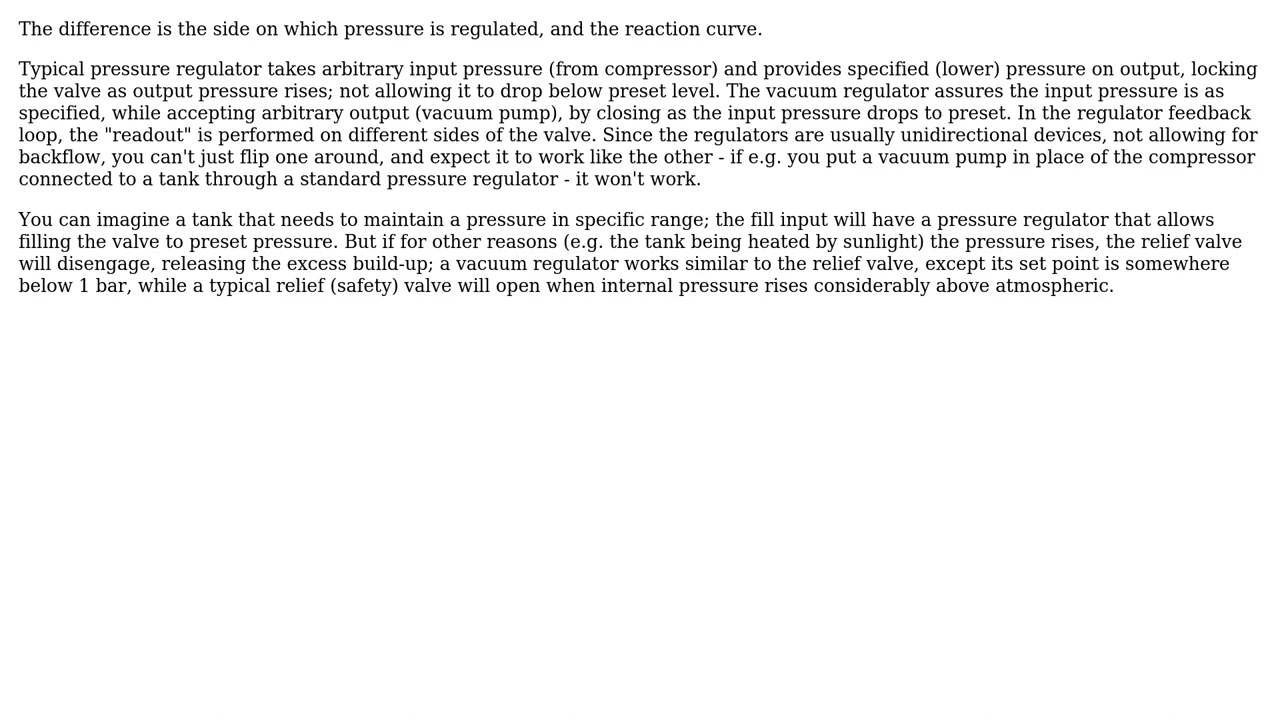 The difference is the side on which pressure is regulated, and the reaction curve.
Typical pressure regulator takes arbitrary input pressure (from compressor) and provides specified (lower) pressure on output, locking
the valve as output pressure rises; not allowing it to drop below preset level. The vacuum regulator assures the input pressure is as
specified, while accepting arbitrary output (vacuum pump), by closing as the input pressure drops to preset. In the regulator feedback
loop, the "readout" is performed on different sides of the valve. Since the regulators are usually unidirectional devices, not allowing for
backflow, you can't just flip one around, and expect it to work like the other - if e.g. you put a vacuum pump in place of the compressor
connected to a tank through a standard pressure regulator - it won't work.
You can imagine a tank that needs to maintain a pressure in specific range; the fill input will have a pressure regulator that allows
filling the valve to preset pressure. But if for other reasons (e.g. the tank being heated by sunlight) the pressure rises, the relief valve
will disengage, releasing the excess build-up; a vacuum regulator works similar to the relief valve, except its set point is somewhere
below 1 bar, while a typical relief (safety) valve will open when internal pressure rises considerably above atmospheric.